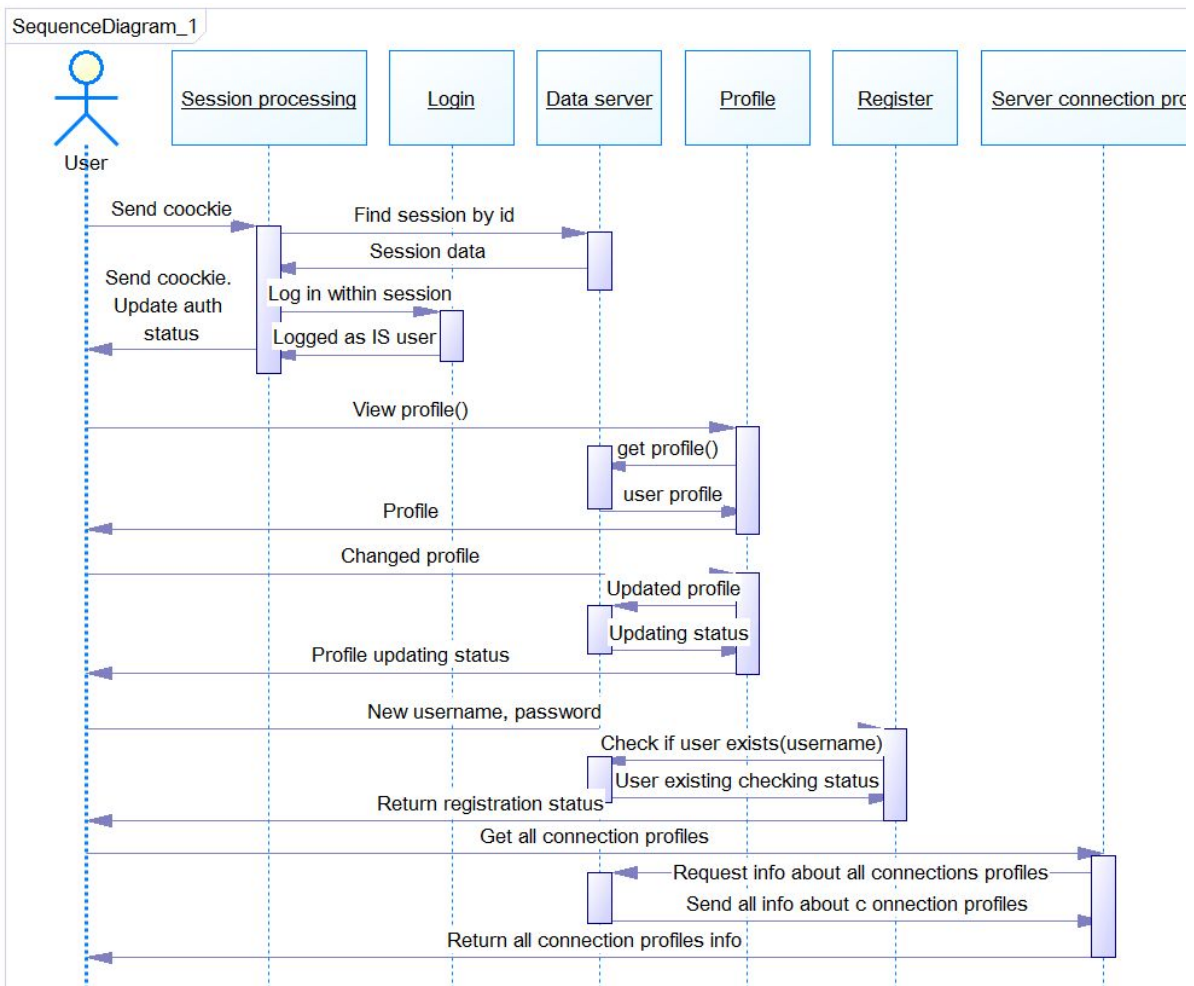 SequenceDiagram_1
Session processing
Login
Data server
Profile
Register
Server connection
User
Send coockie
Find session by id
Session data
Send coockie.
Update auth
status
Log in within session
Logged as IS user
View profile()
get profile()
user profile
Profile
Changed profile
Updated profile
Updating status
Profile updating status
New username, password
Check if user exists(username)
User existing checking status
Return registration status
Get all connection profiles
Request info about all connections profiles
Send all info about c onnection profiles
Return all connection profiles info